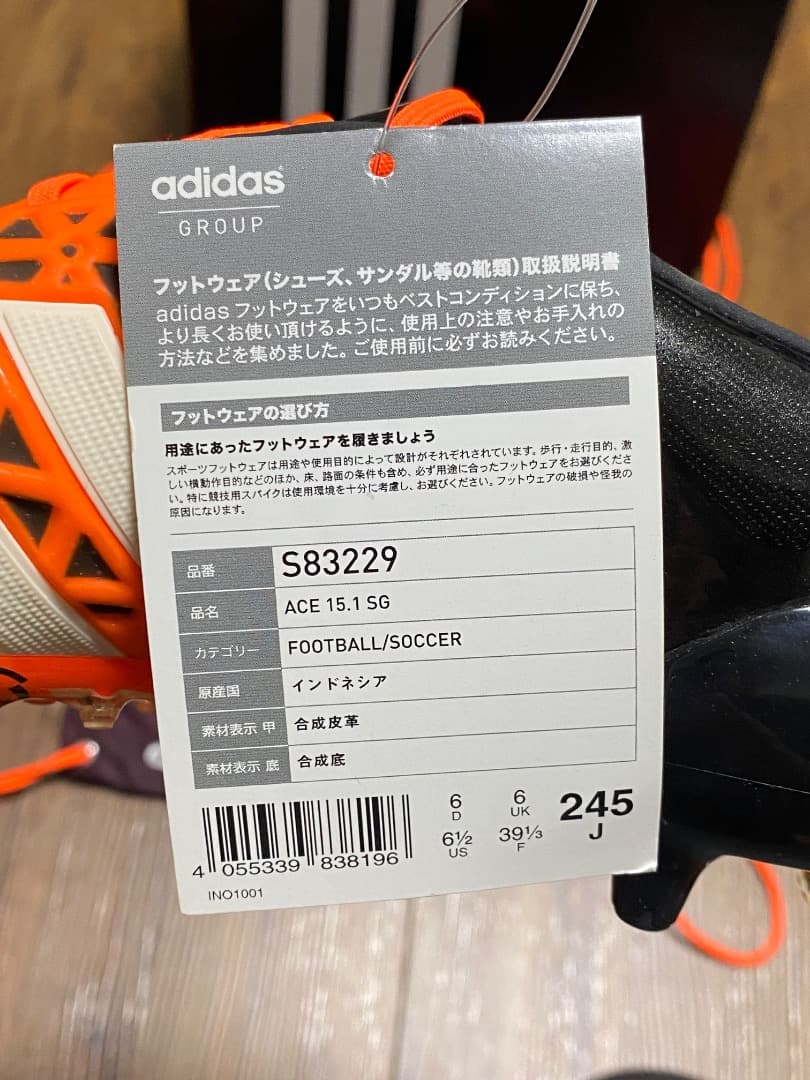 adidas
GROUP
フットウェア(シューズ、サンダル等の靴類)取扱説明書
adidas フットウェアをいつもベストコンディションに保ち、
より長くお使い頂けるように、使用上の注意やお手入れの
方法などを集めました。ご使用前に必ずお読みください。
フットウェアの選び方
用途にあったフットウェアを履きましょう
スポーツフットウェアは用途や使用目的によって設計がそれぞれされています。歩行・走行目的、激
しい横動作目的などのほか、床、路面の条件も含め、必ず用途に合ったフットウェアをお選びくださ
い。特に競技用スパイクは使用環境を十分に考慮し、お選びください。フットウェアの破損や怪我の
原因になります。
品番 S83229
品名 ACE 15.1 SG
カテゴリー FOOTBALL/SOCCER
原産国 インドネシア
素材表示 甲 合成皮革
素材表示 底 合成底
6 6 245
D UK J
6½ 39⅓
US F
4 055339 838196
INO1001